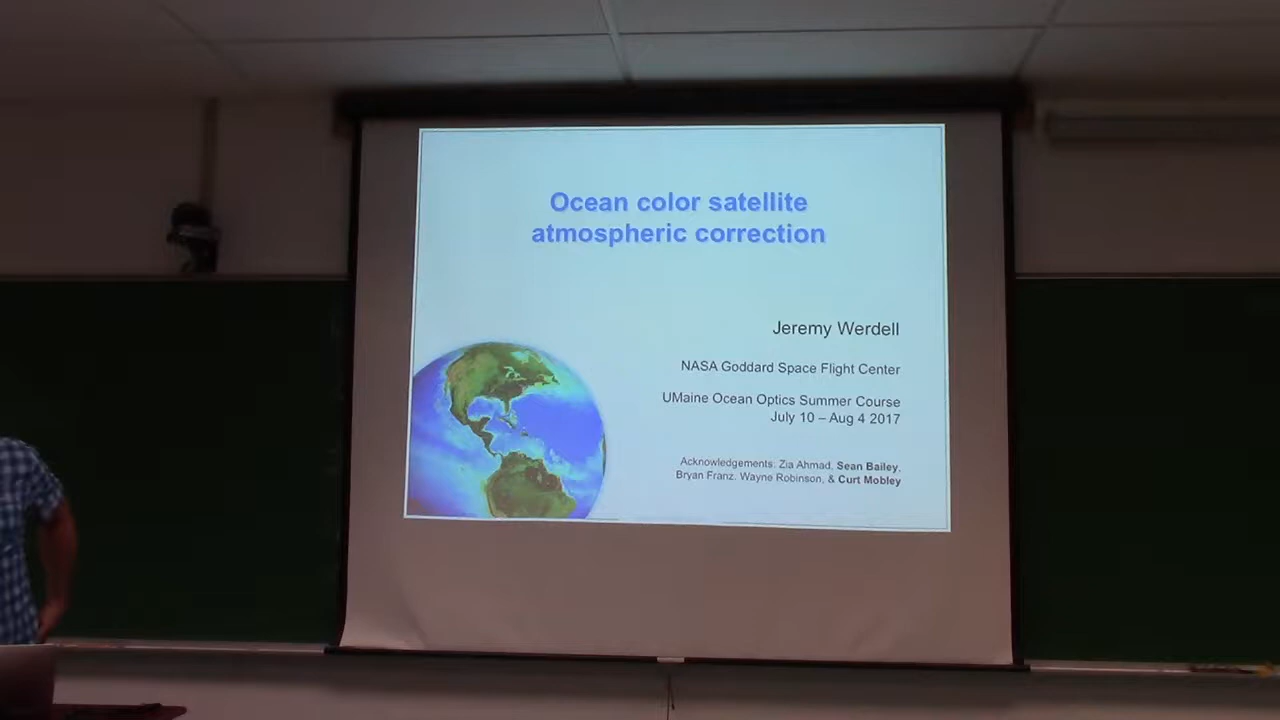 Ocean color satellite
atmospheric correction
Jeremy Werdell
NASA Goddard Space Flight Center
UMaine Ocean Optics Summer Course
July 10 – Aug 4 2017
Acknowledgements: Zia Ahmad, Sean Bailey,
Bryan Franz, Wayne Robinson, & Curt Mobley